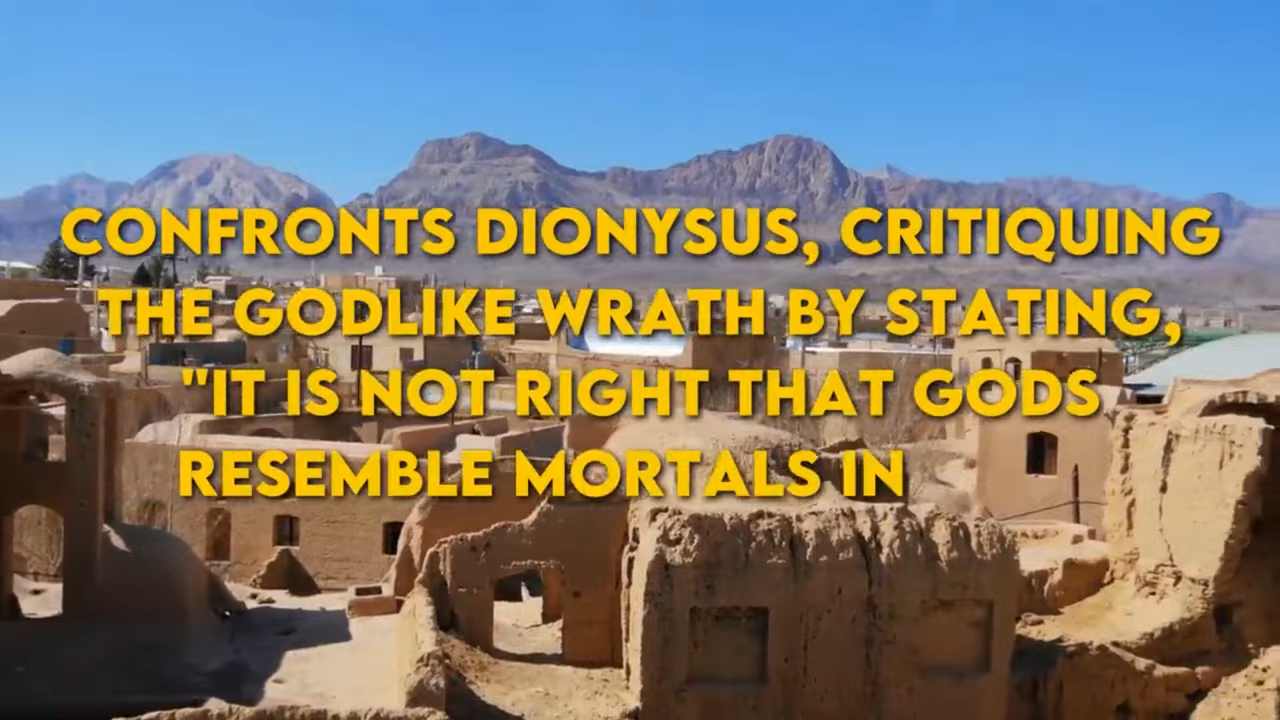 CONFRONTS DIONYSUS, CRITIQUING
THE GODLIKE WRATH BY STATING,
"IT IS NOT RIGHT THAT GODS
RESEMBLE MORTALS IN